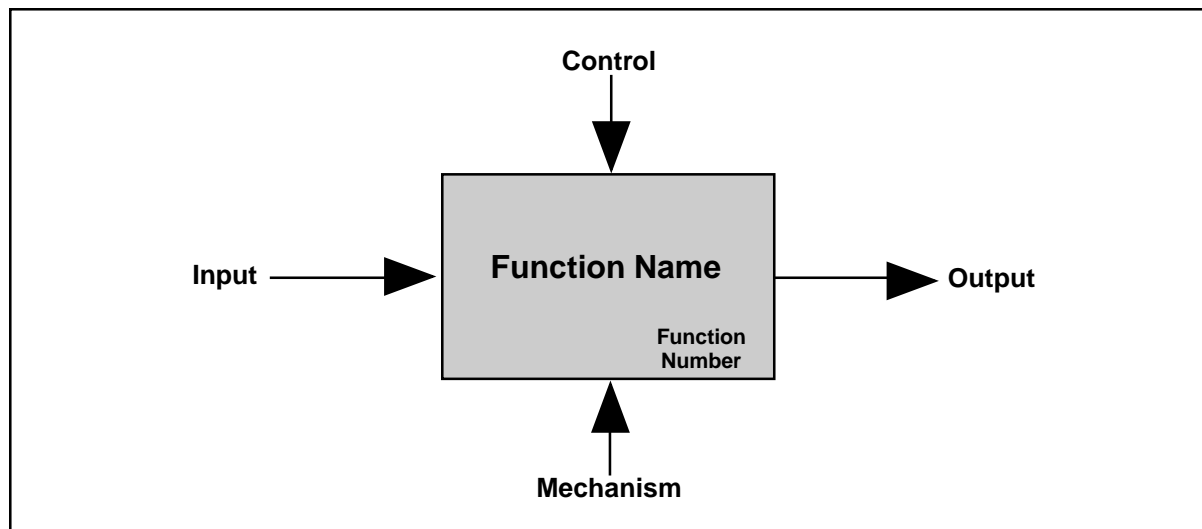 Control
Input
Function Name
Output
Function
Number
Mechanism